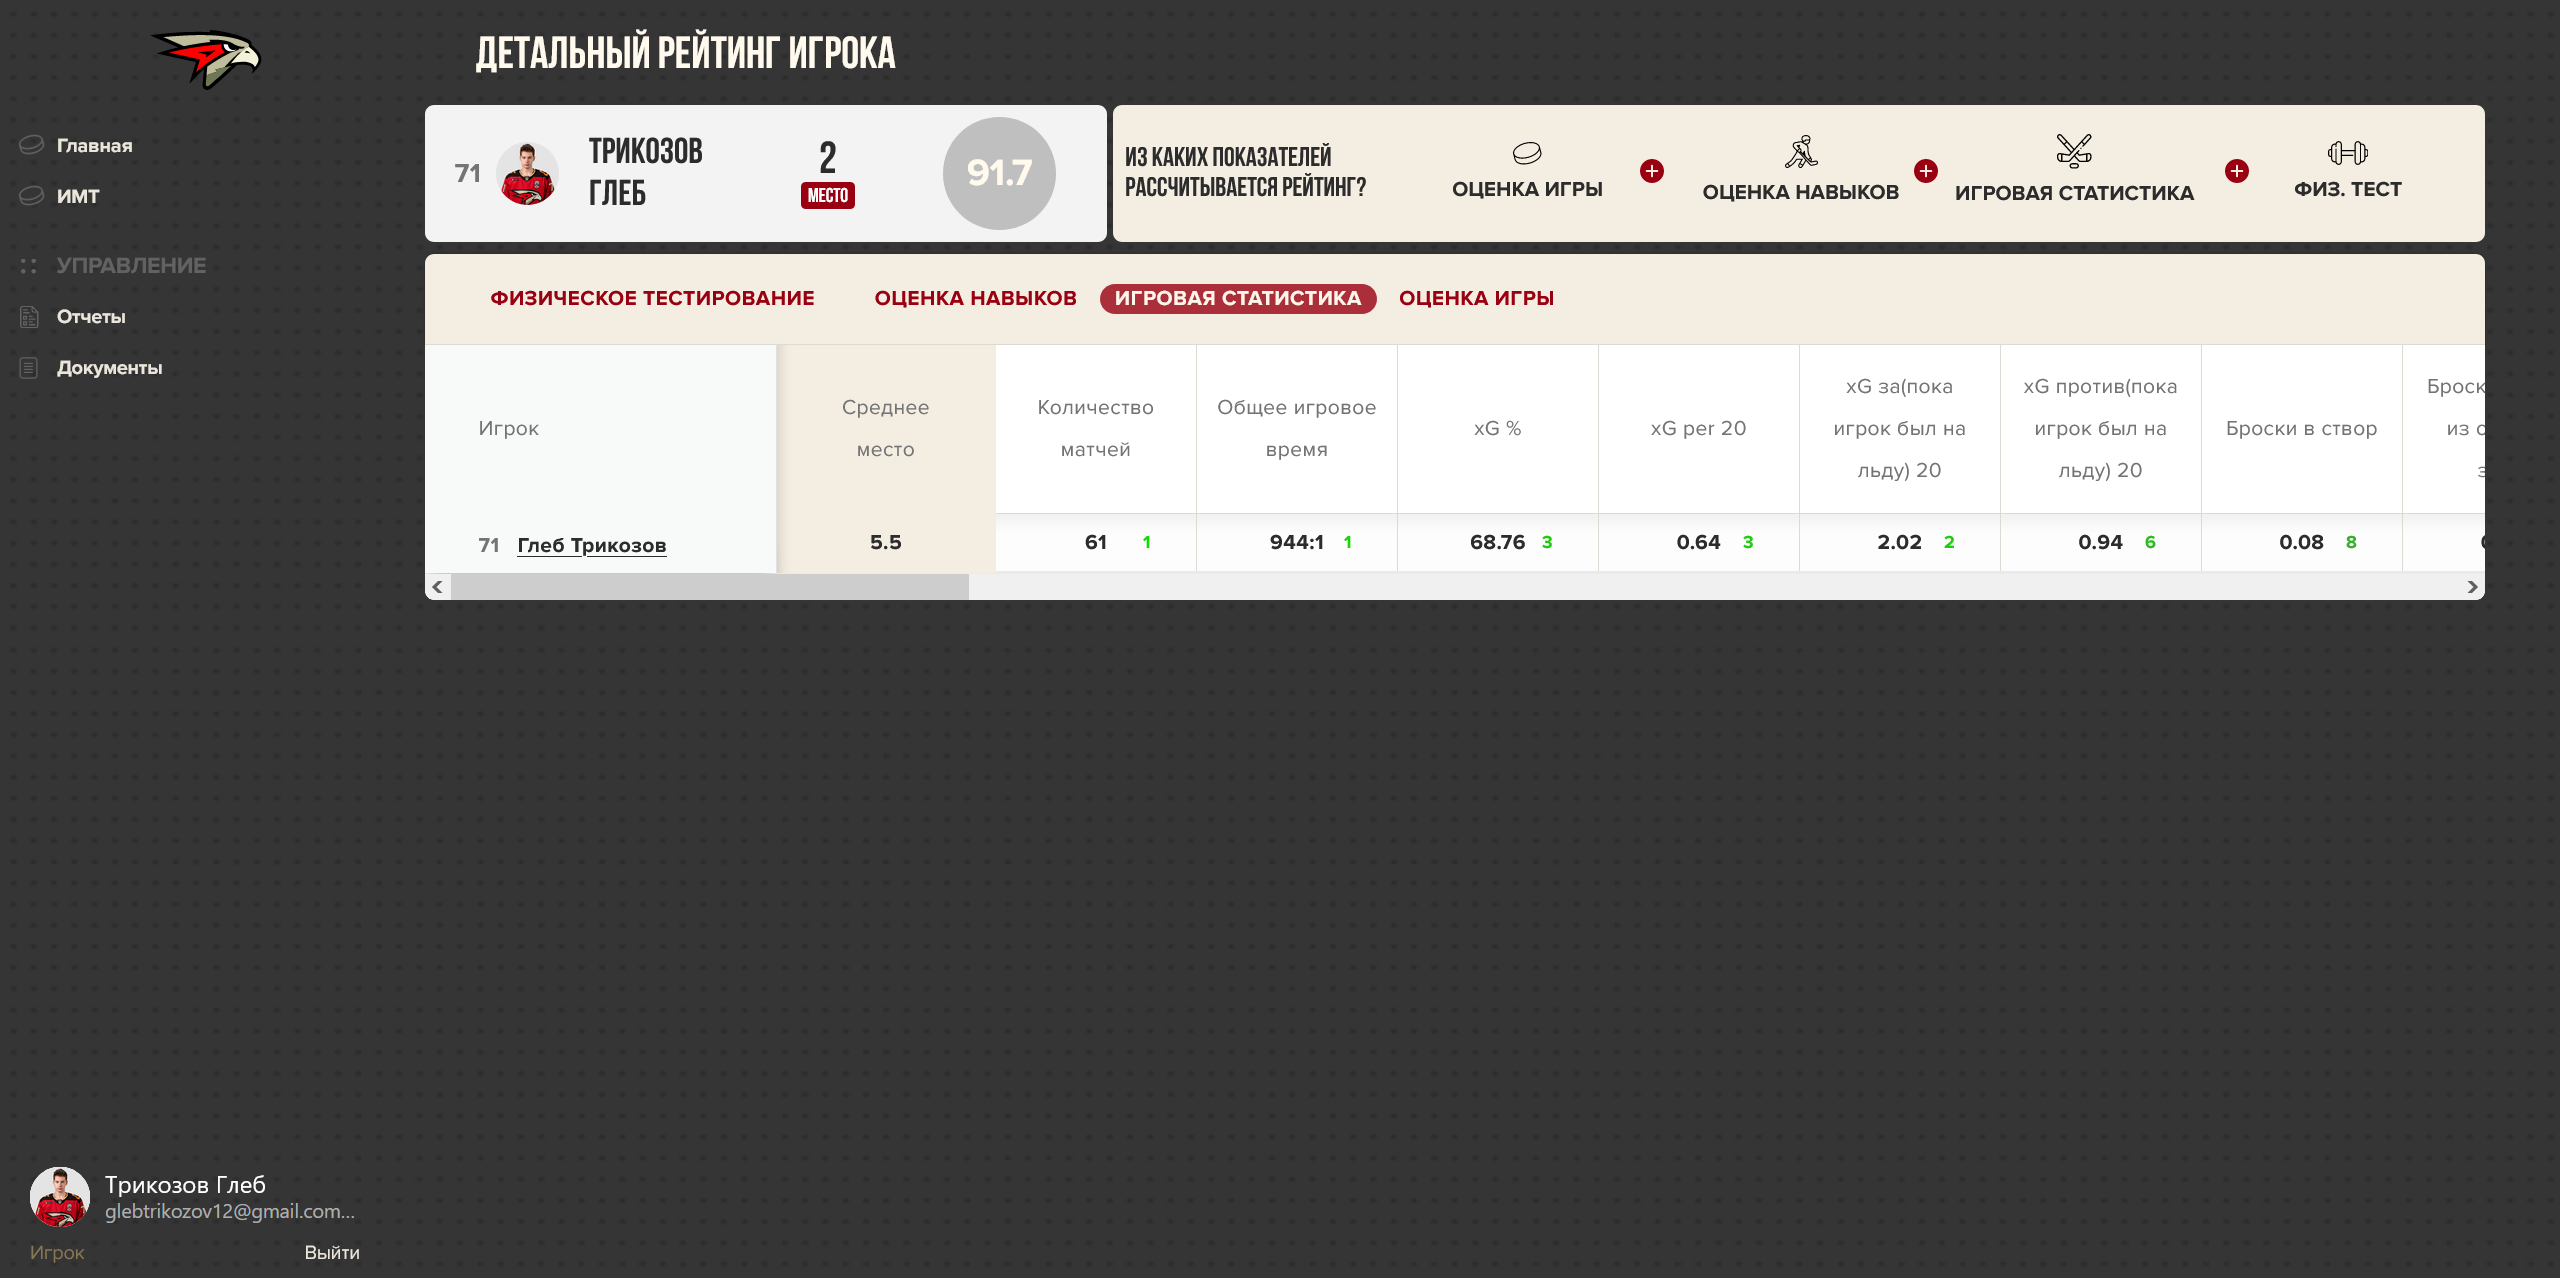 ДЕТАЛЬНЫЙ РЕЙТИНГ ИГРОКА
Главная
ИМТ
УПРАВЛЕНИЕ
Отчеты
Документы
71
ТРИКОЗОВ
ГЛЕБ
2
МЕСТО
91.7
ИЗ КАКИХ ПОКАЗАТЕЛЕЙ
РАССЧИТЫВАЕТСЯ РЕЙТИНГ?
ОЦЕНКА ИГРЫ
ОЦЕНКА НАВЫКОВ
ИГРОВАЯ СТАТИСТИКА
ФИЗ. ТЕСТ
ФИЗИЧЕСКОЕ ТЕСТИРОВАНИЕ
ОЦЕНКА НАВЫКОВ
ИГРОВАЯ СТАТИСТИКА
ОЦЕНКА ИГРЫ
Игрок
Среднее
место
Количество
матчей
Общее игровое
время
xG %
xG per 20
xG за(пока
игрок был на
льду) 20
xG против(пока
игрок был на
льду) 20
Броски в створ
Броск
из
71 Глеб Трикозов
5.5
61 1
944:1 1
68.76 3
0.64 3
2.02 2
0.94 6
0.08 8
Трикозов Глеб
glebtrikozov12@gmail.com...
Игрок
Выйти